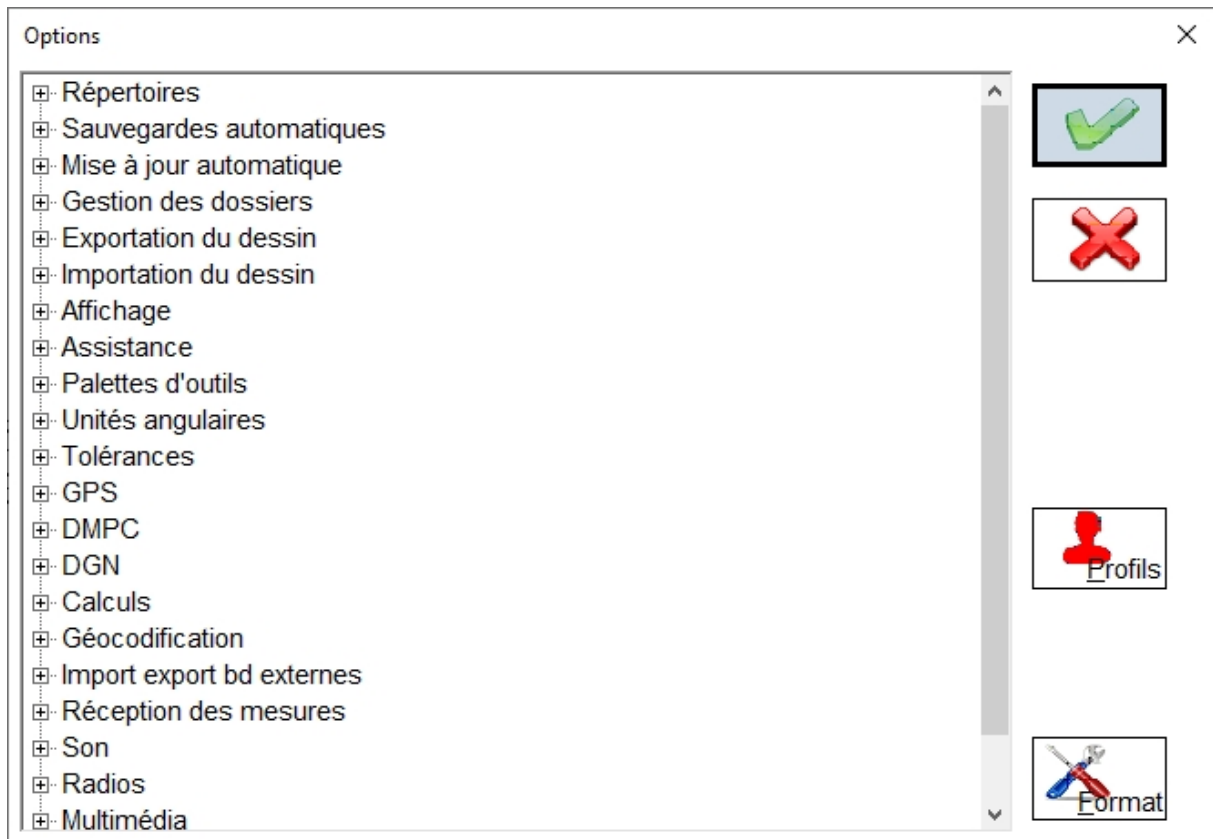 Options
Répertoires
Sauvegardes automatiques
Mise à jour automatique
Gestion des dossiers
Exportation du dessin
Importation du dessin
Affichage
Assistance
Palettes d'outils
Unités angulaires
Tolérances
GPS
DMPC
DGN
Calculs
Géocodification
Import export bd externes
Réception des mesures
Son
Radios
Multimédia
Profils
Format